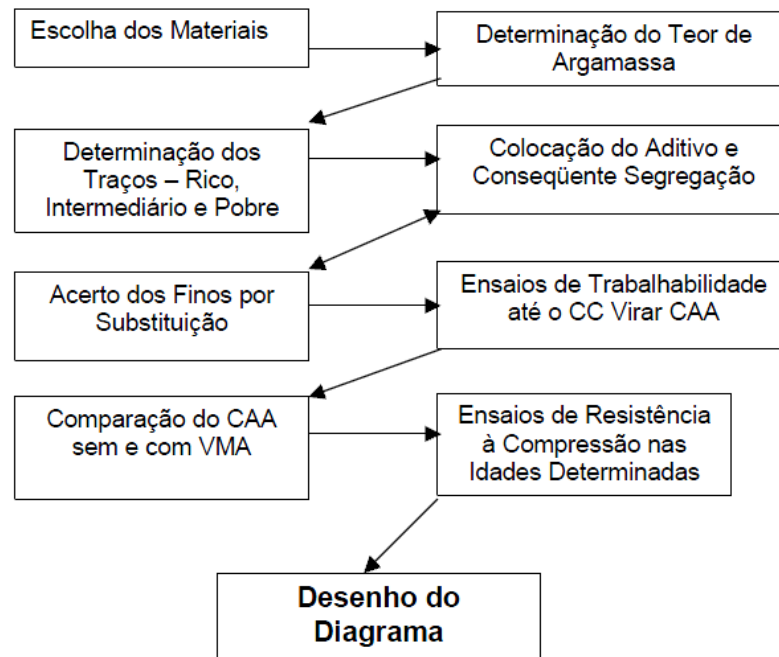 Escolha dos Materiais
Determinação do Teor de
Argamassa
Determinação dos
Traços – Rico,
Intermediário e Pobre
Colocação do Aditivo e
Conseqüente Segregação
Acerto dos Finos por
Substituição
Ensaios de Trabalhabilidade
até o CC Virar CAA
Comparação do CAA
sem e com VMA
Ensaios de Resistência
à Compressão nas
Idades Determinadas
Desenho do
Diagrama